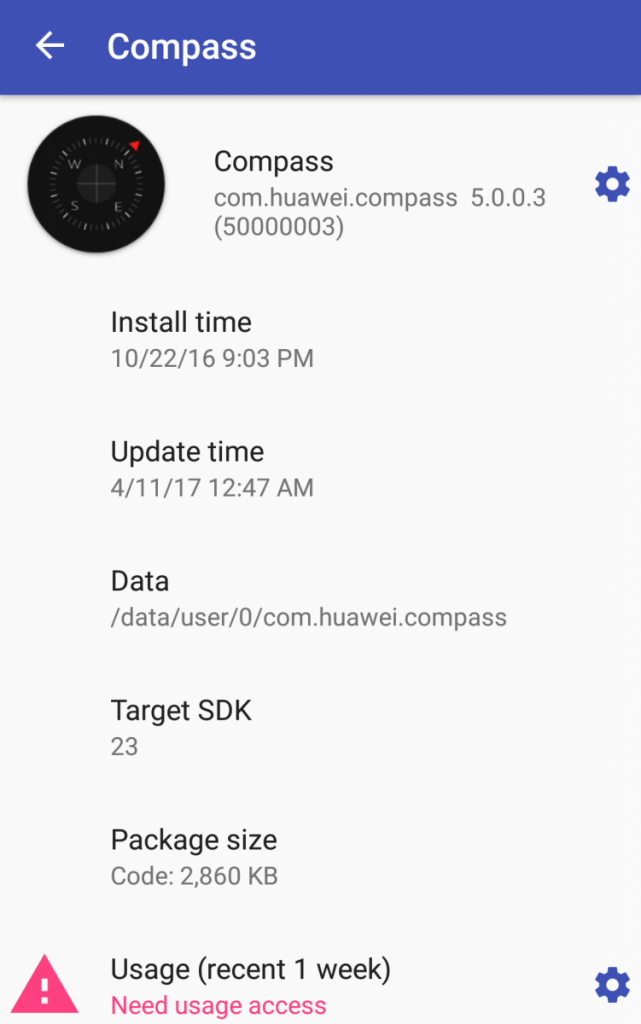 Compass
W N
S E
Compass
com.huawei.compass 5.0.0.3
(50000003)
Install time
10/22/16 9:03 PM
Update time
4/11/17 12:47 AM
Data
/data/user/0/com.huawei.compass
Target SDK
23
Package size
Code: 2,860 KB
Usage (recent 1 week)
Need usage access